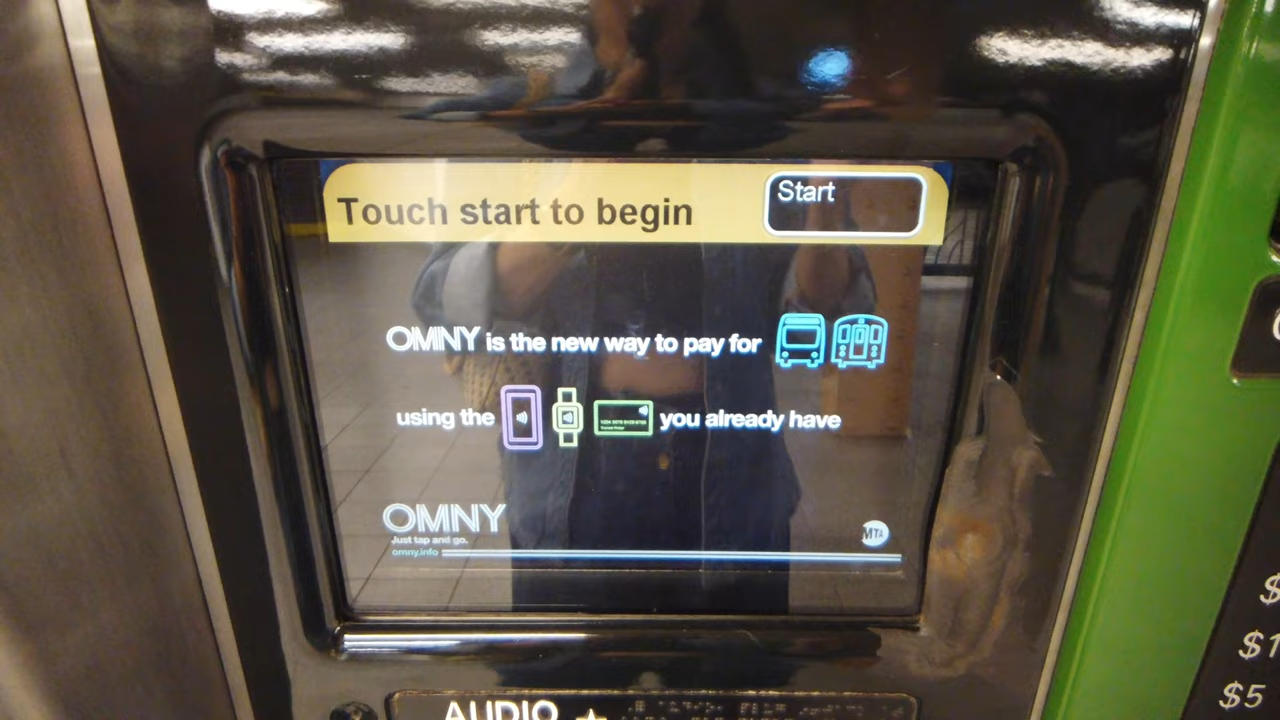 Touch start to begin
Start
OMNY is the new way to pay for
using the you already have
OMNY
Just tap and go.
omny.info
MTA
AUDIO
$
$1
$5